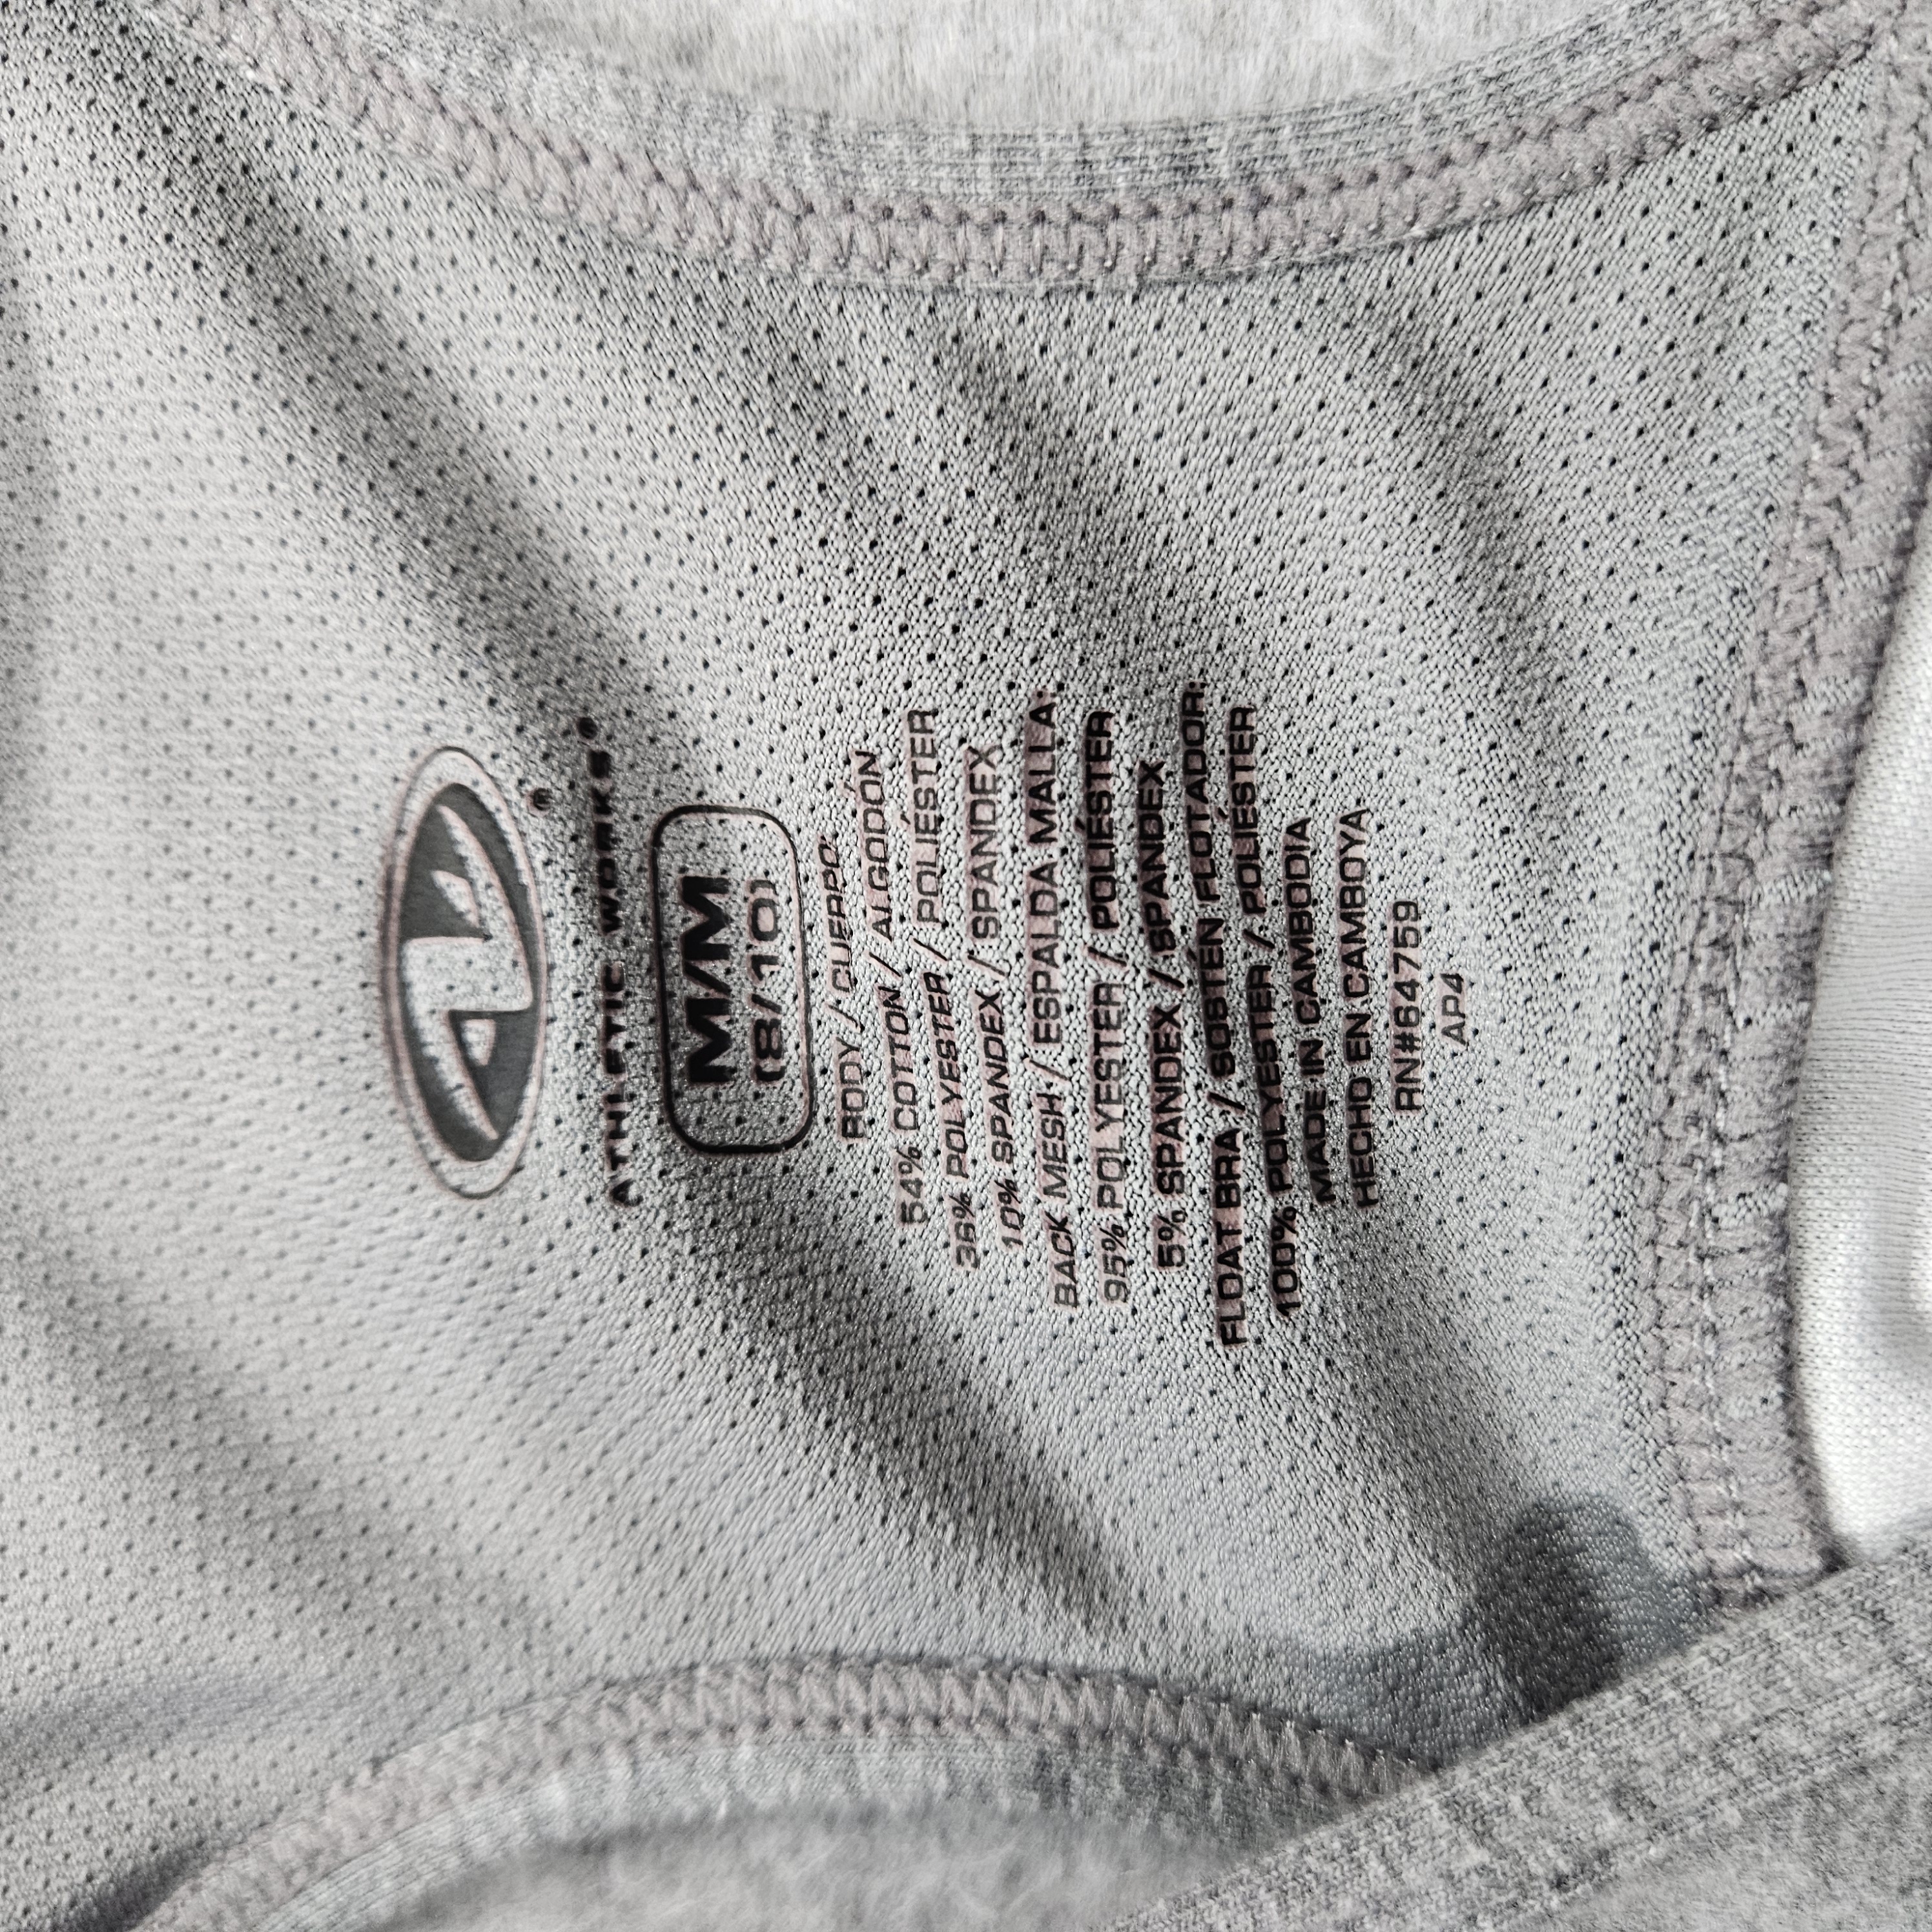 ATHLETIC WORKS®
M/M
(8/10)
BODY / CUERPO:
54% COTTON / ALGODÓN
36% POLYESTER / POLIÉSTER
10% SPANDEX / SPANDEX
BACK MESH / ESPALDA MALLA:
95% POLYESTER / POLIÉSTER
5% SPANDEX / SPANDEX
FLOAT BRA / SOSTEN FLOTADOR:
100% POLYESTER / POLIÉSTER
MADE IN CAMBODIA
HECHO EN CAMBOYA
RN#64759
AP4